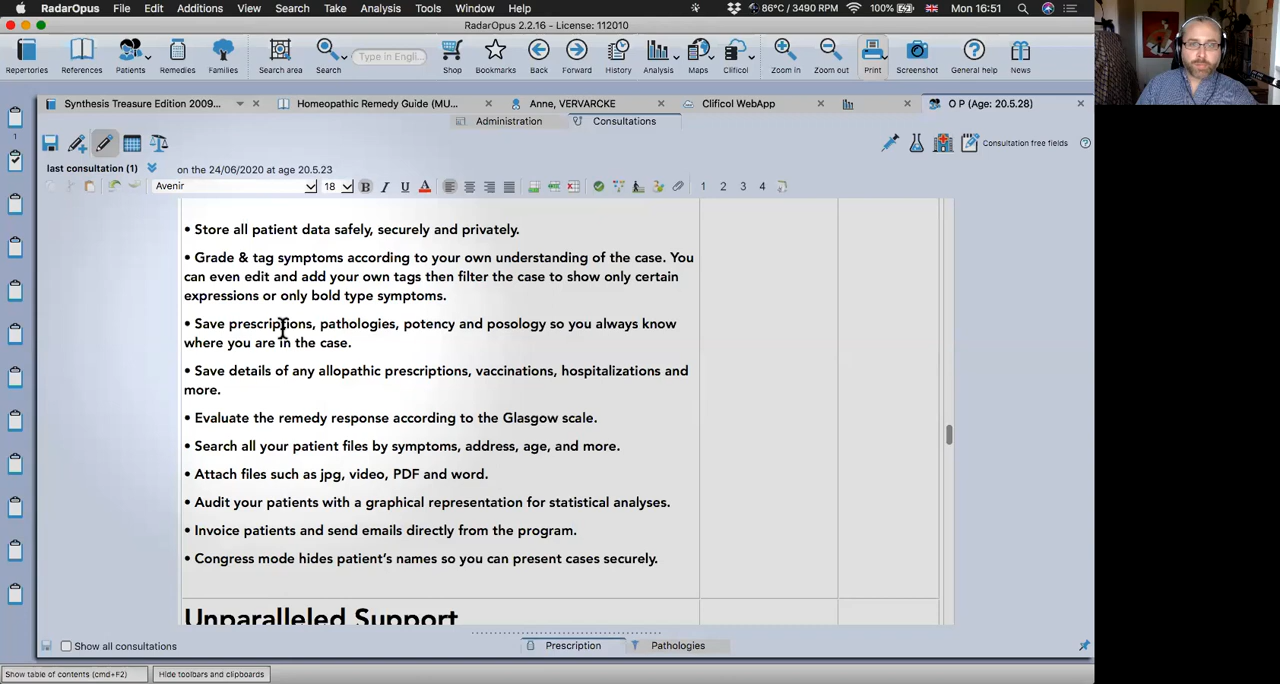 RadarOpus File Edit Additions View Search Take Analysis Tools Window Help 86°C / 3490 RPM 100% Mon 16:51
RadarOpus 2.2.16 - License: 112010
Type in Engl...
Repertories References Patients Remedies Families Search area Search Shop Bookmarks Back Forward History Analysis Maps Clificol Zoom in Zoom out Print Screenshot General help News
Synthesis Treasure Edition 2009... Homeopathic Remedy Guide (MU... Anne, VERVARCKE Clificol WebApp O P (Age: 20.5.28)
Administration Consultations
1
Consultation free fields
last consultation (1) on the 24/06/2020 at age 20.5.23
Avenir 18 B I U A 1 2 3 4
• Store all patient data safely, securely and privately.
• Grade & tag symptoms according to your own understanding of the case. You
can even edit and add your own tags then filter the case to show only certain
expressions or only bold type symptoms.
• Save prescriptions, pathologies, potency and posology so you always know
where you are in the case.
• Save details of any allopathic prescriptions, vaccinations, hospitalizations and
more.
• Evaluate the remedy response according to the Glasgow scale.
• Search all your patient files by symptoms, address, age, and more.
• Attach files such as jpg, video, PDF and word.
• Audit your patients with a graphical representation for statistical analyses.
• Invoice patients and send emails directly from the program.
• Congress mode hides patient's names so you can present cases securely.
Unparalleled Support
Show all consultations Prescription Pathologies
Show table of contents (cmd+F2) Hide toolbars and clipboards